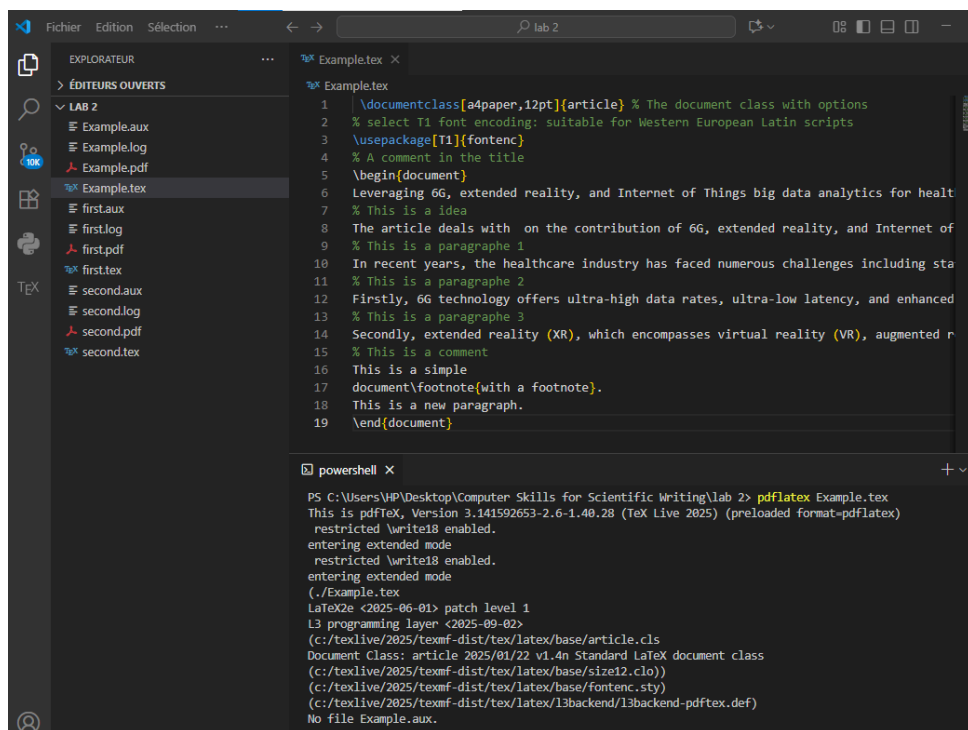 Fichier Edition Sélection ··· ← → lab 2
EXPLORATEUR ···
ÉDITEURS OUVERTS
LAB 2
Example.aux
Example.log
Example.pdf
TEX Example.tex
first.aux
first.log
first.pdf
TEX first.tex
second.aux
second.log
second.pdf
TEX second.tex
10K
TEX
TEX Example.tex ×
TEX Example.tex
1 \documentclass[a4paper,12pt]{article} % The document class with options
2 % select T1 font encoding: suitable for Western European Latin scripts
3 \usepackage[T1]{fontenc}
4 % A comment in the title
5 \begin{document}
6 Leveraging 6G, extended reality, and Internet of Things big data analytics for healt
7 % This is a idea
8 The article deals with  on the contribution of 6G, extended reality, and Internet of
9 % This is a paragraphe 1
10 In recent years, the healthcare industry has faced numerous challenges including sta
11 % This is a paragraphe 2
12 Firstly, 6G technology offers ultra-high data rates, ultra-low latency, and enhanced
13 % This is a paragraphe 3
14 Secondly, extended reality (XR), which encompasses virtual reality (VR), augmented r
15 % This is a comment
16 This is a simple
17 document\footnote{with a footnote}.
18 This is a new paragraph.
19 \end{document}
powershell ×
PS C:\Users\HP\Desktop\Computer Skills for Scientific Writing\lab 2> pdflatex Example.tex
This is pdfTeX, Version 3.141592653-2.6-1.40.28 (TeX Live 2025) (preloaded format=pdflatex)
restricted \write18 enabled.
entering extended mode
restricted \write18 enabled.
entering extended mode
(./Example.tex
LaTeX2e <2025-06-01> patch level 1
L3 programming layer <2025-09-02>
(c:/texlive/2025/texmf-dist/tex/latex/base/article.cls
Document Class: article 2025/01/22 v1.4n Standard LaTeX document class
(c:/texlive/2025/texmf-dist/tex/latex/base/size12.clo))
(c:/texlive/2025/texmf-dist/tex/latex/base/fontenc.sty)
(c:/texlive/2025/texmf-dist/tex/latex/l3backend/l3backend-pdftex.def)
No file Example.aux.